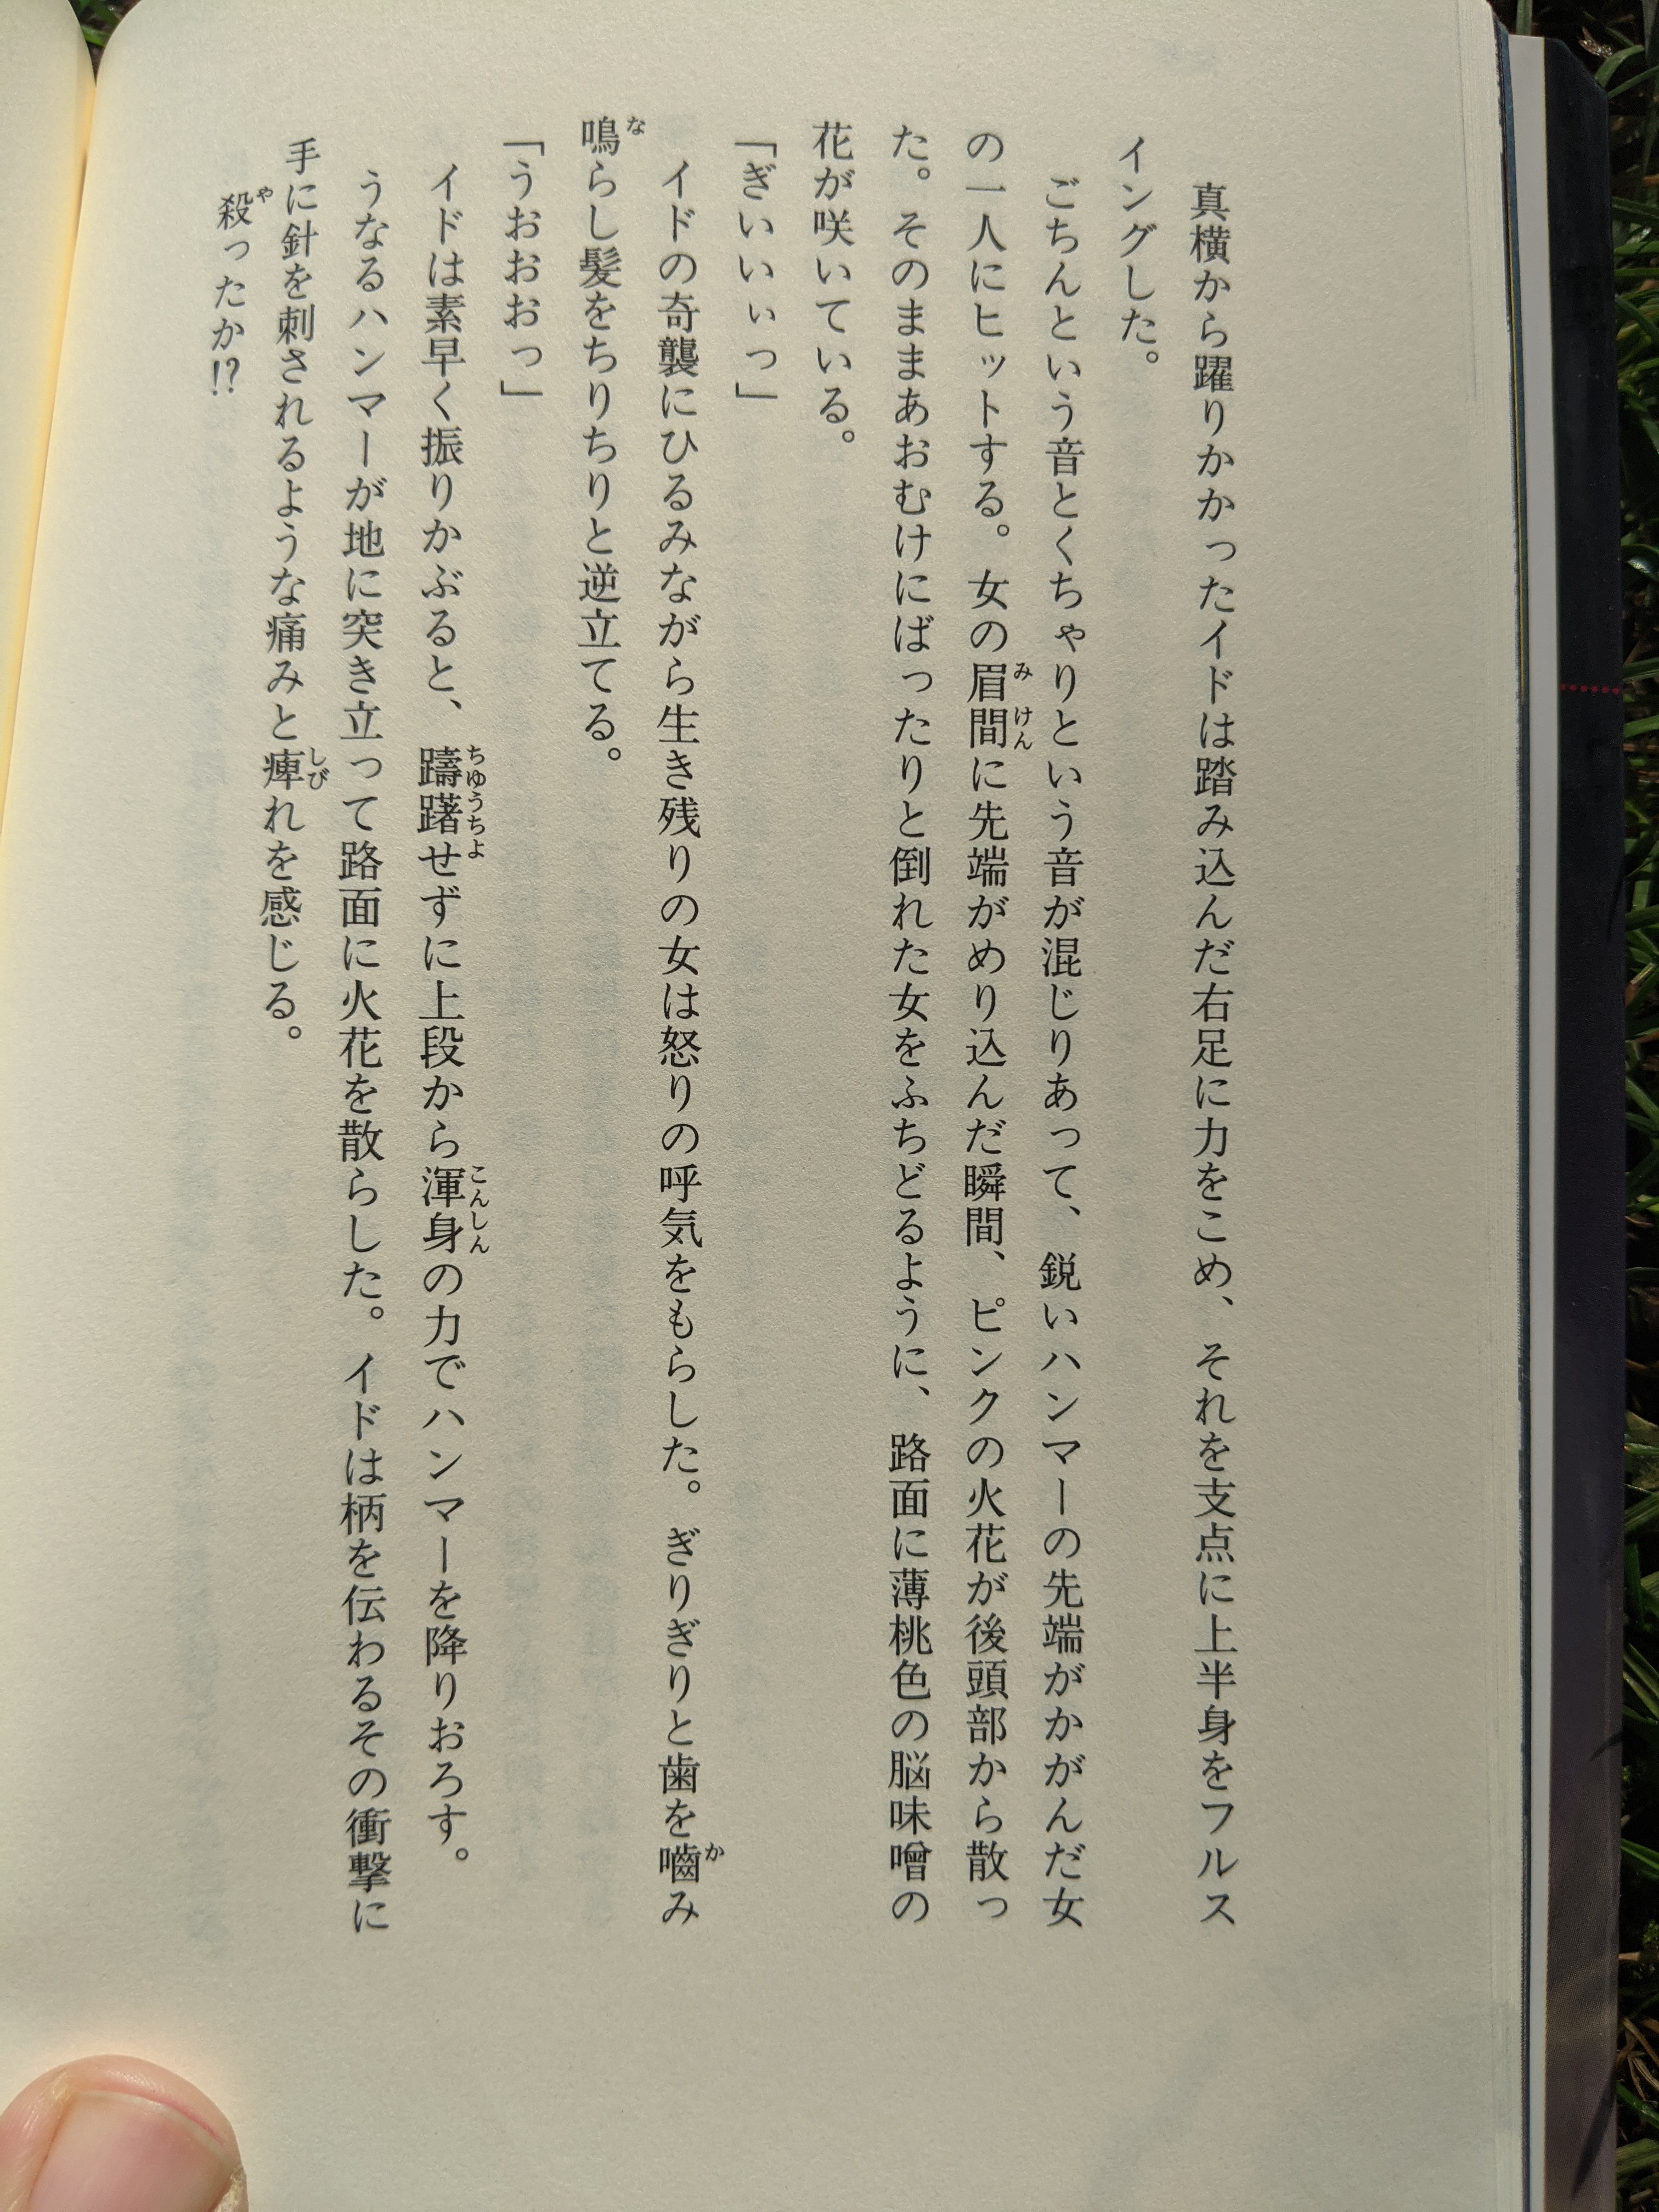 真横から躍りかかったイドは踏み込んだ右足に力をこめ、それを支点に上半身をフルス
イングした。
ごちんという音とくちゃりという音が混じりあって、鋭いハンマーの先端がかがんだ女
の一人にヒットする。女の眉間に先端がめり込んだ瞬間、ピンクの火花が後頭部から散っ
た。そのままあおむけにばったりと倒れた女をふちどるように、路面に薄桃色の脳味噌の
花が咲いている。
「ぎいいぃっ」
イドの奇襲にひるみながら生き残りの女は怒りの呼気をもらした。ぎりぎりと歯を嚙み
鳴らし髪をちりちりと逆立てる。
「うおおおっ」
イドは素早く振りかぶると、躊躇せずに上段から渾身の力でハンマーを降りおろす。
うなるハンマーが地に突き立って路面に火花を散らした。イドは柄を伝わるその衝撃に
手に針を刺されるような痛みと痺れを感じる。
殺ったか!?